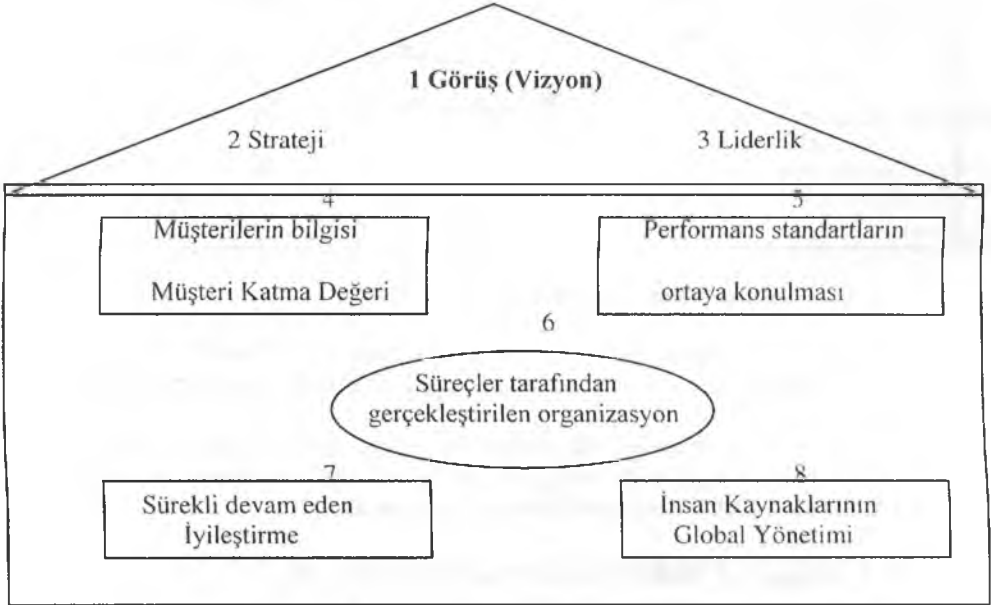 1 Görüş (Vizyon)
2 Strateji
3 Liderlik
4
5
Müşterilerin bilgisi
Müşteri Katma Değeri
Performans standartların
ortaya konulması
6
Süreçler tarafından
gerçekleştirilen organizasyon
7
8
Sürekli devam eden
İyileştirme
İnsan Kaynaklarının
Global Yönetimi